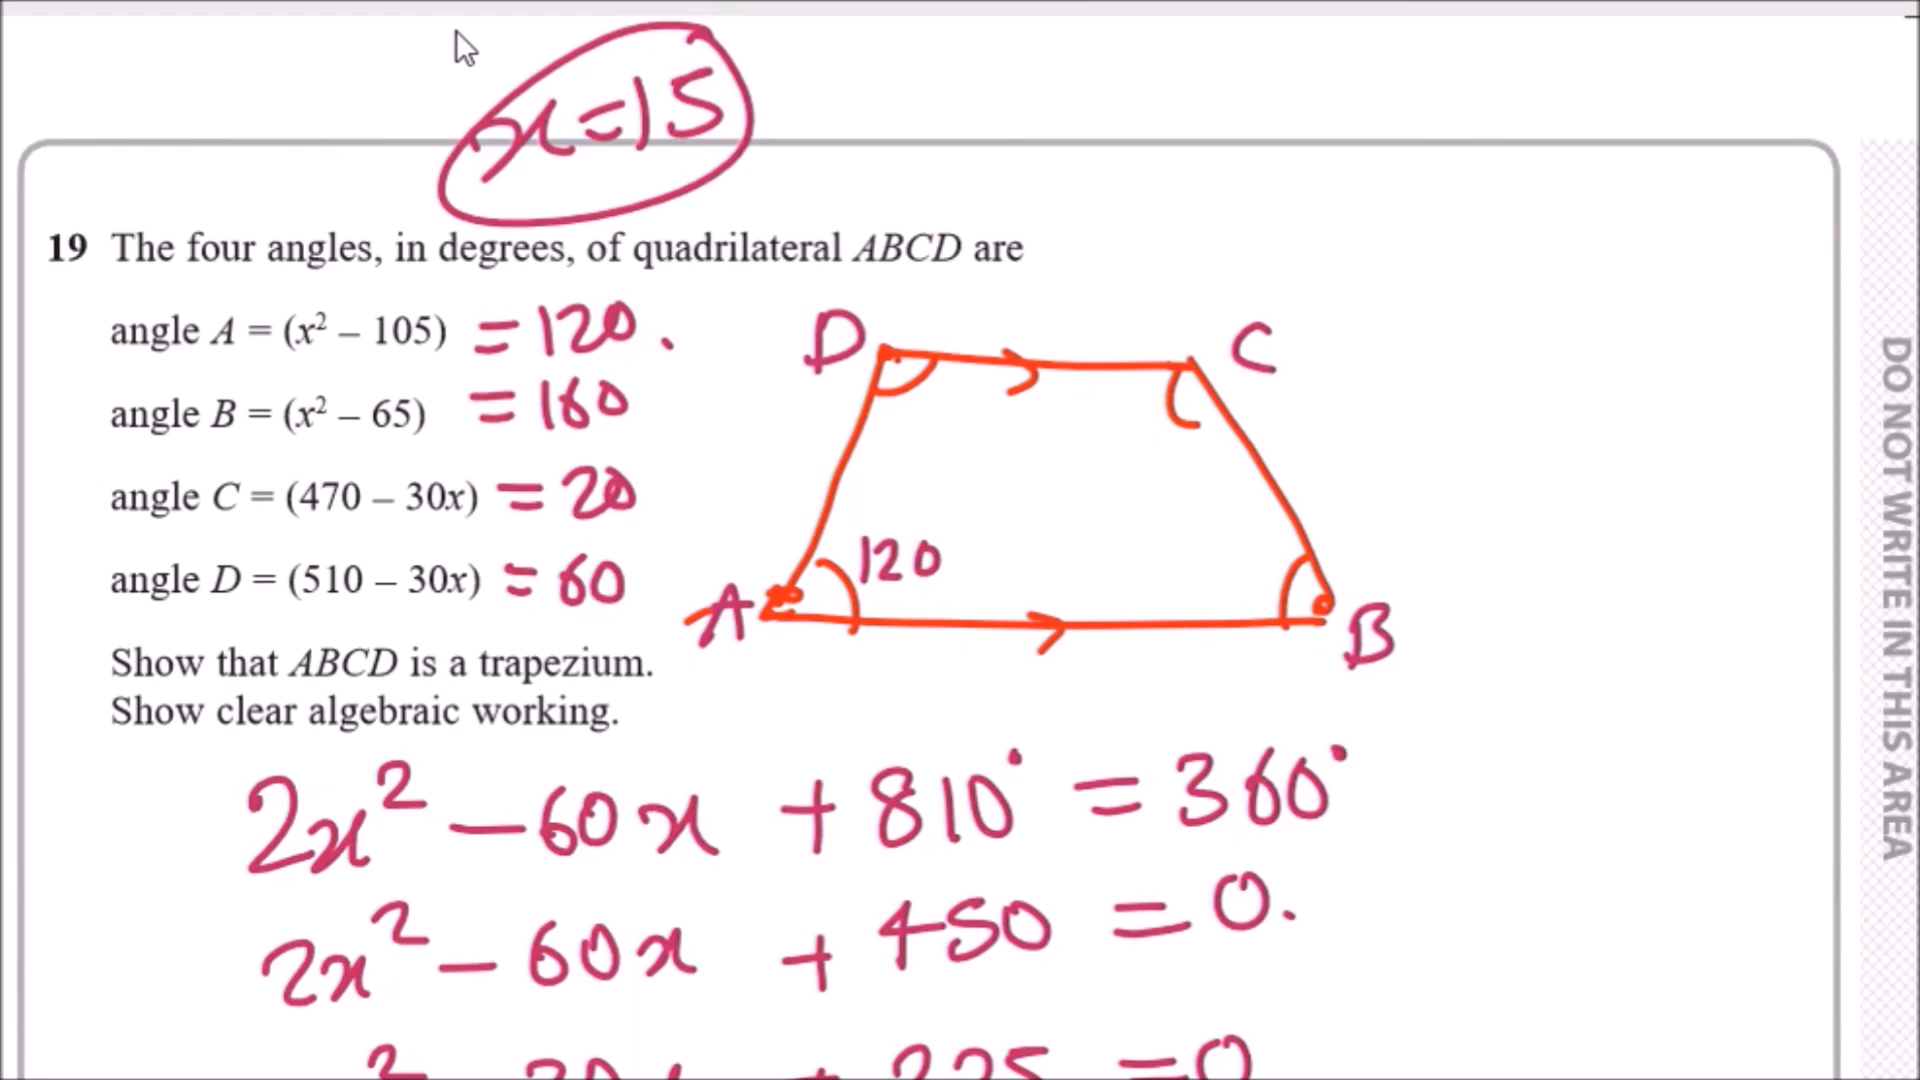 x=15
19 The four angles, in degrees, of quadrilateral ABCD are
angle A = (x² – 105) = 120.
angle B = (x² – 65) = 160
angle C = (470 – 30x) = 20
angle D = (510 – 30x) = 60
D C
120
A B
Show that ABCD is a trapezium.
Show clear algebraic working.
2x² – 60x + 810° = 360°
2x² – 60x + 450 = 0.
DO NOT WRITE IN THIS AREA